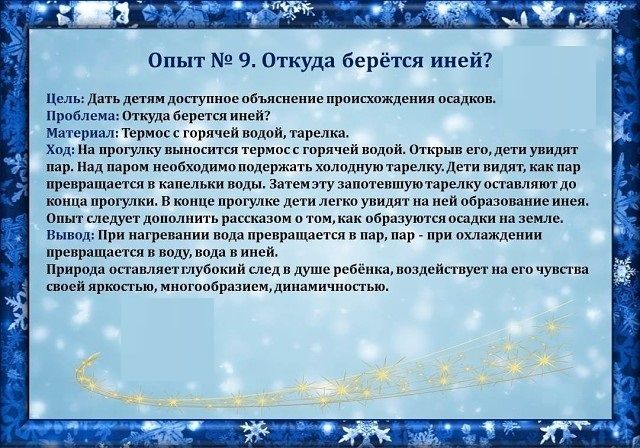 Опыт № 9. Откуда берётся иней?
Цель: Дать детям доступное объяснение происхождения осадков.
Проблема: Откуда берется иней?
Материал: Термос с горячей водой, тарелка.
Ход: На прогулку выносится термос с горячей водой. Открыв его, дети увидят
пар. Над паром необходимо подержать холодную тарелку. Дети видят, как пар
превращается в капельки воды. Затем эту запотевшую тарелку оставляют до
конца прогулки. В конце прогулке дети легко увидят на ней образование инея.
Опыт следует дополнить рассказом о том, как образуются осадки на земле.
Вывод: При нагревании вода превращается в пар, пар - при охлаждении
превращается в воду, вода в иней.
Природа оставляет глубокий след в душе ребёнка, воздействует на его чувства
своей яркостью, многообразием, динамичностью.